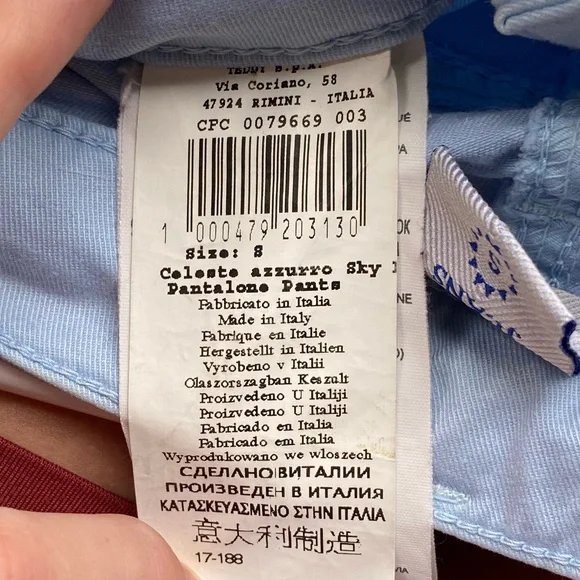 TEDDY S.p.A.
Via Coriano, 58
47924 RIMINI - ITALIA
CPC 0079669 003
1 000479 203130
Size: S
Celeste azzurro Sky
Pantalone Pants
Fabbricato in Italia
Made in Italy
Fabrique en Italie
Hergestellt in Italien
Vyrobeno v Italii
Olaszorszagban Keszult
Proizvedeno U Italiji
Proizvedeno U Italiji
Fabricado en Italia
Fabricado em Italia
Wyprodukowano we wloszech
СДЕЛАНО ВИТАЛИИ
ПРОИЗВЕДЕН В ИТАЛИЯ
ΚΑΤΑΣΚΕΥΑΣΜΕΝΟ ΣΤΗΝ ΙΤΑΛΙΑ
意大利制造
17-188